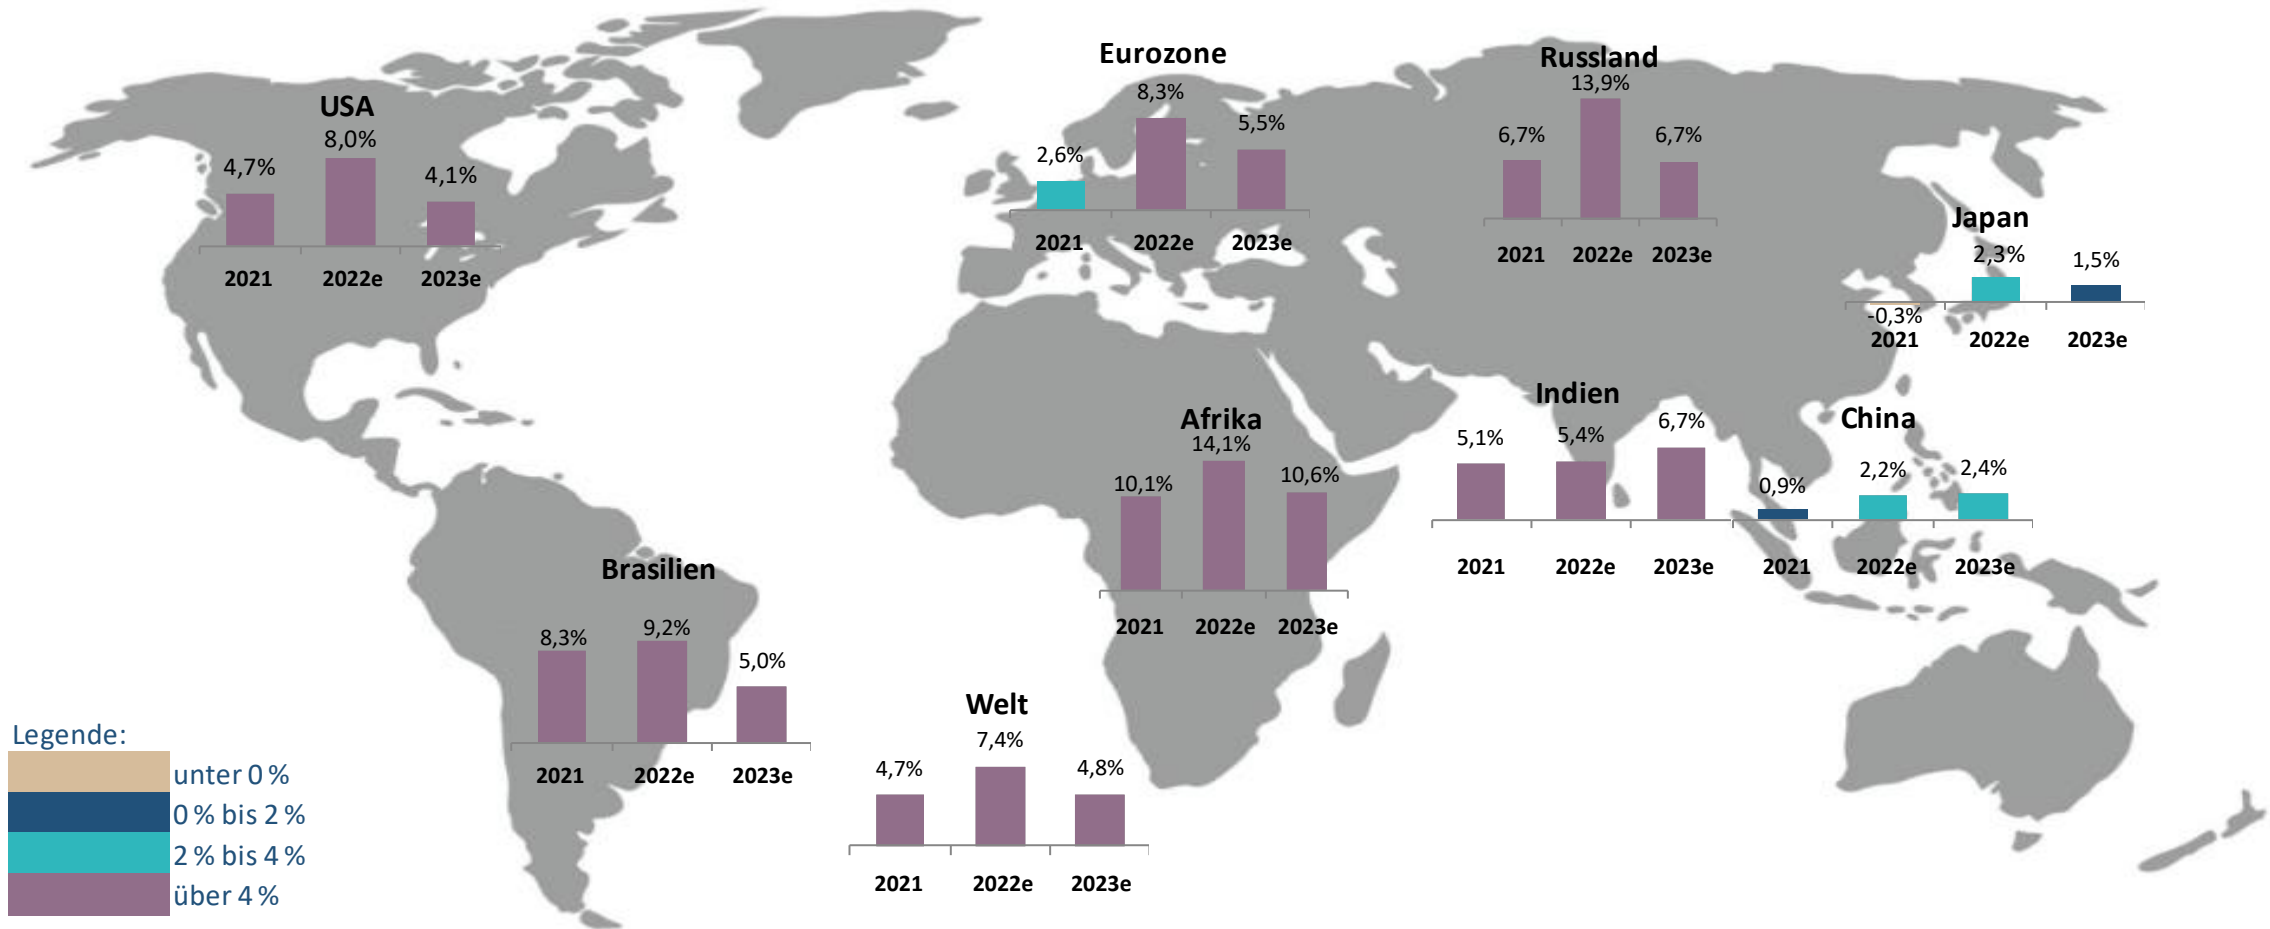 USA
8,0%
4,7%
4,1%
2021 2022e 2023e
Eurozone
8,3%
5,5%
2,6%
2021 2022e 2023e
Russland
13,9%
6,7% 6,7%
2021 2022e 2023e
Japan
2,3% 1,5%
-0,3%
2021 2022e 2023e
Afrika
14,1%
10,1% 10,6%
2021 2022e 2023e
Indien
5,1% 5,4% 6,7%
2021 2022e 2023e
China
0,9% 2,2% 2,4%
2021 2022e 2023e
Brasilien
8,3% 9,2%
5,0%
2021 2022e 2023e
Welt
7,4%
4,7% 4,8%
2021 2022e 2023e
Legende:
unter 0 %
0 % bis 2 %
2 % bis 4 %
über 4 %